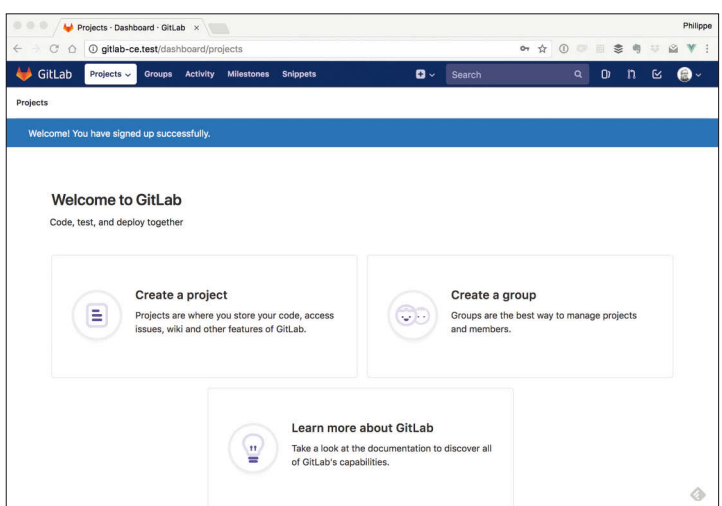 Projects · Dashboard · GitLab
Philippe
gitlab-ce.test/dashboard/projects
GitLab Projects Groups Activity Milestones Snippets Search
Projects
Welcome! You have signed up successfully.
Welcome to GitLab
Code, test, and deploy together
Create a project
Projects are where you store your code, access
issues, wiki and other features of GitLab.
Create a group
Groups are the best way to manage projects
and members.
Learn more about GitLab
Take a look at the documentation to discover all
of GitLab's capabilities.